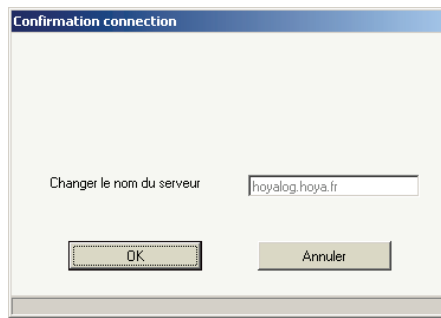 Confirmation connection
Changer le nom du serveur hoyalog.hoya.fr
OK Annuler